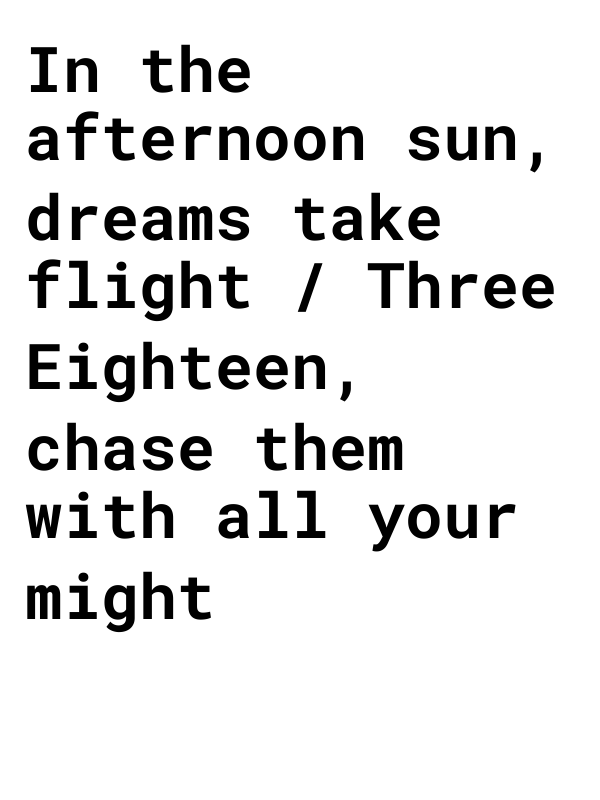 In the
afternoon sun,
dreams take
flight / Three
Eighteen,
chase them
with all your
might